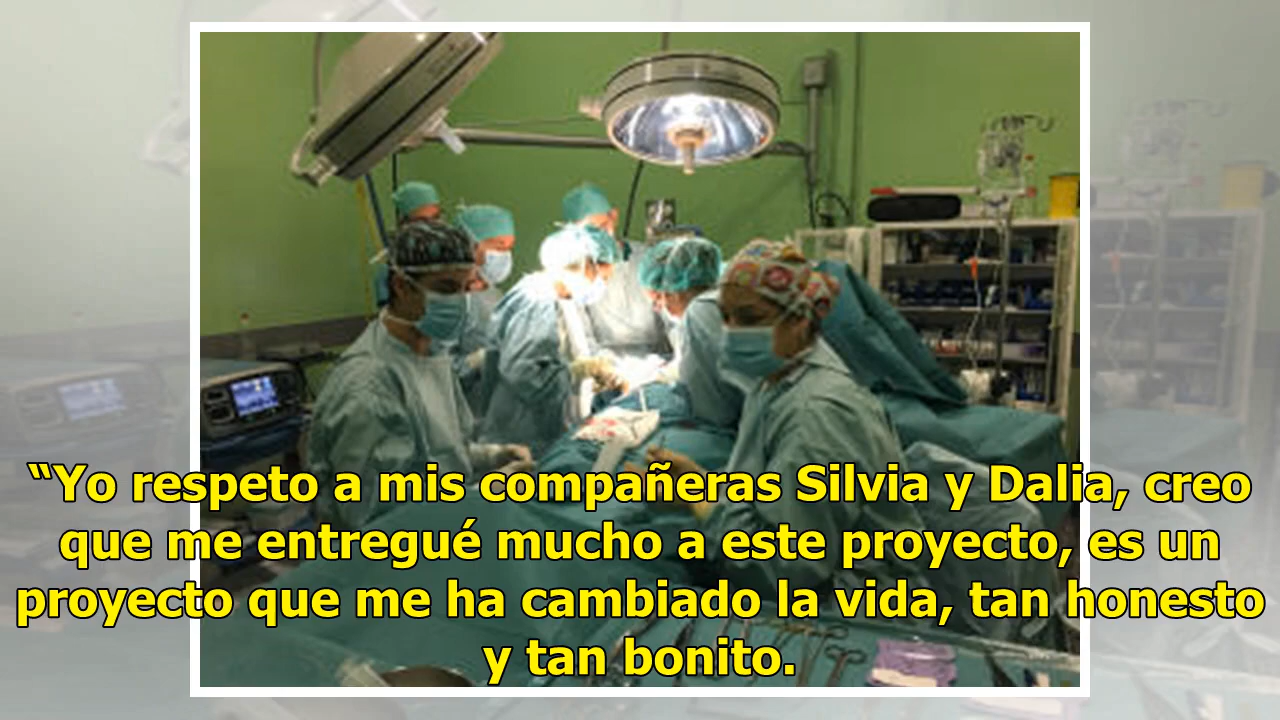 “Yo respeto a mis compañeras Silvia y Dalia, creo
que me entregué mucho a este proyecto, es un
proyecto que me ha cambiado la vida, tan honesto
y tan bonito.